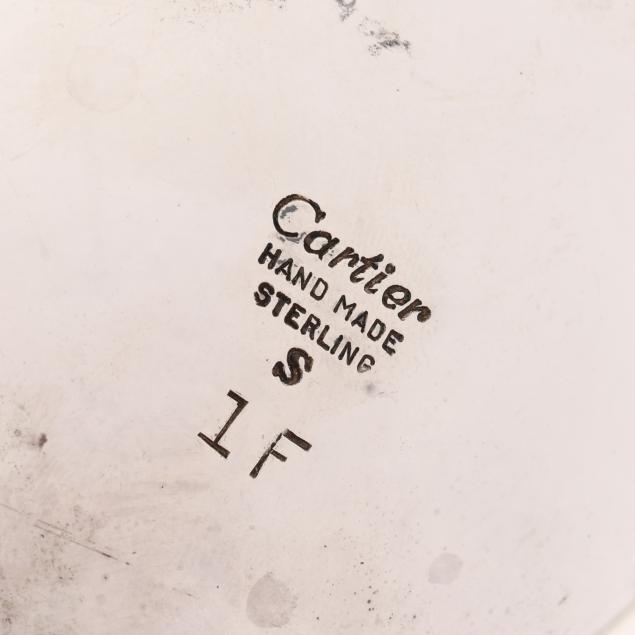 Cartier
HAND MADE
STERLING
S
1F